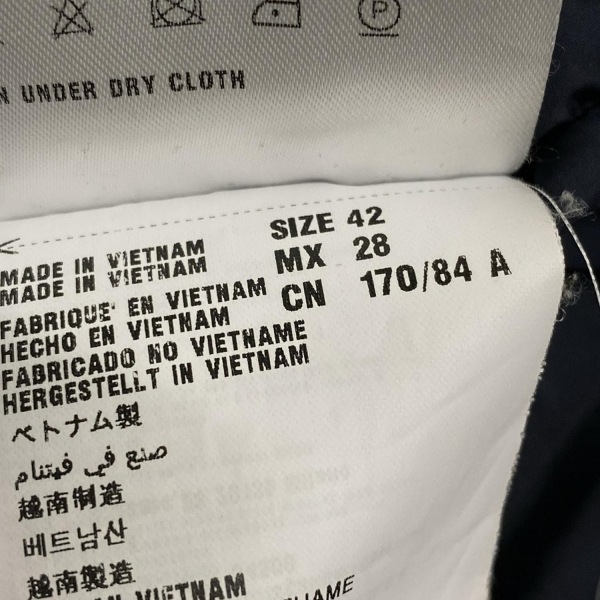 N UNDER DRY CLOTH
SIZE 42
MX 28
CN 170/84 A
MADE IN VIETNAM
MADE IN VIETNAM
FABRIQUE' EN VIETNAM
HECHO EN VIETNAM
FABRICADO NO VIETNAME
HERGESTELLT IN VIETNAM
ベトナム製
صنع في فيتنام
越南制造
베트남산
越南製造
VIETNAM